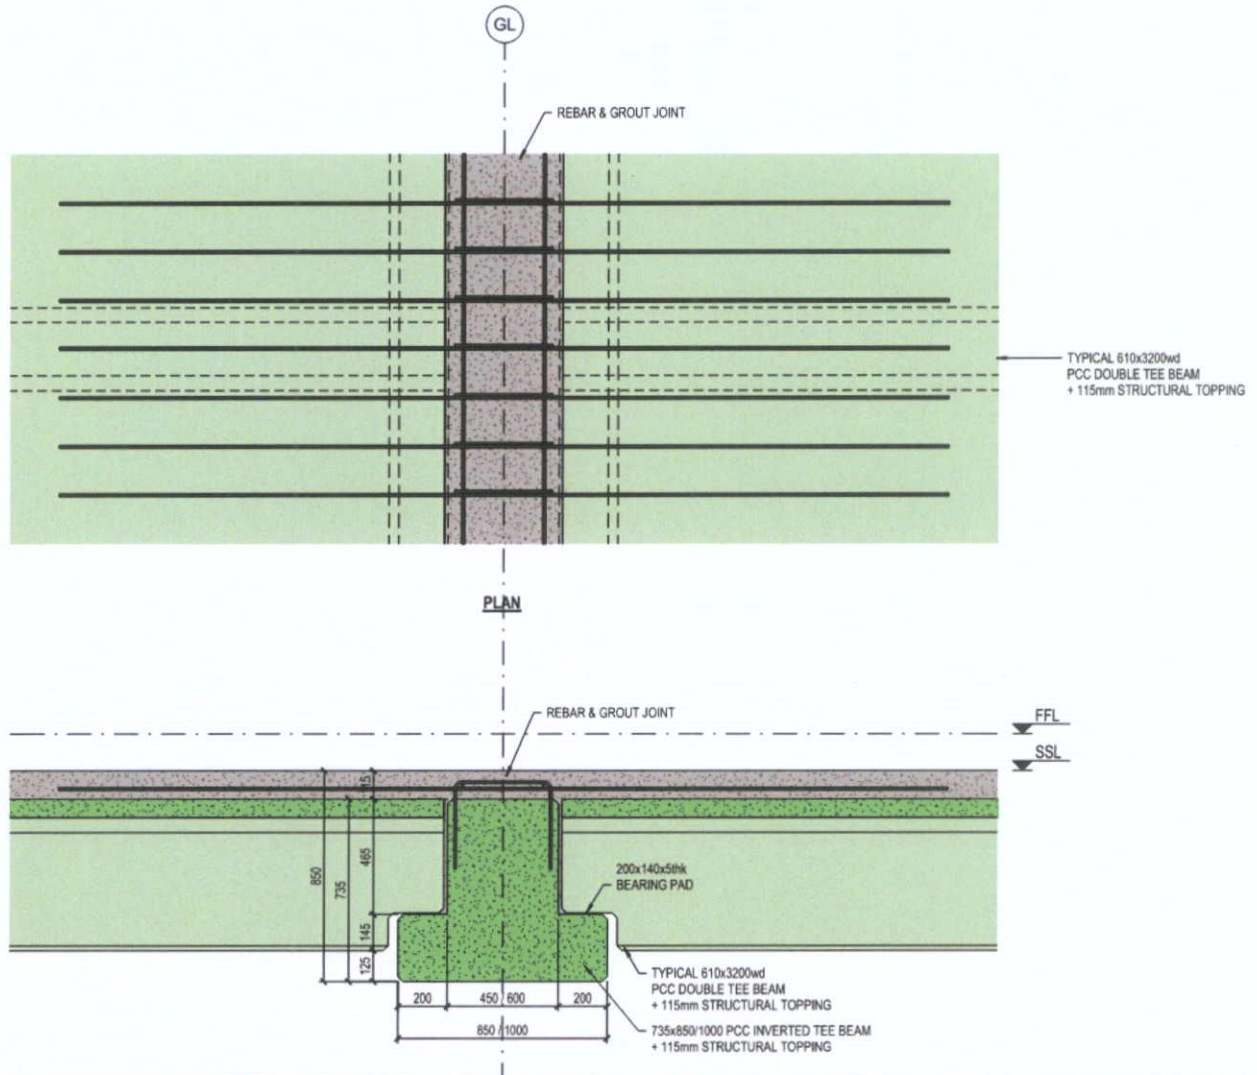 GL
REBAR & GROUT JOINT
TYPICAL 610x3200wd
PCC DOUBLE TEE BEAM
+ 115mm STRUCTURAL TOPPING
PLAN
REBAR & GROUT JOINT
FFL
SSL
115
465
850
735
145
125
200x140x5thk
BEARING PAD
200
450 / 600
200
850 / 1000
TYPICAL 610x3200wd
PCC DOUBLE TEE BEAM
+ 115mm STRUCTURAL TOPPING
735x850/1000 PCC INVERTED TEE BEAM
+ 115mm STRUCTURAL TOPPING